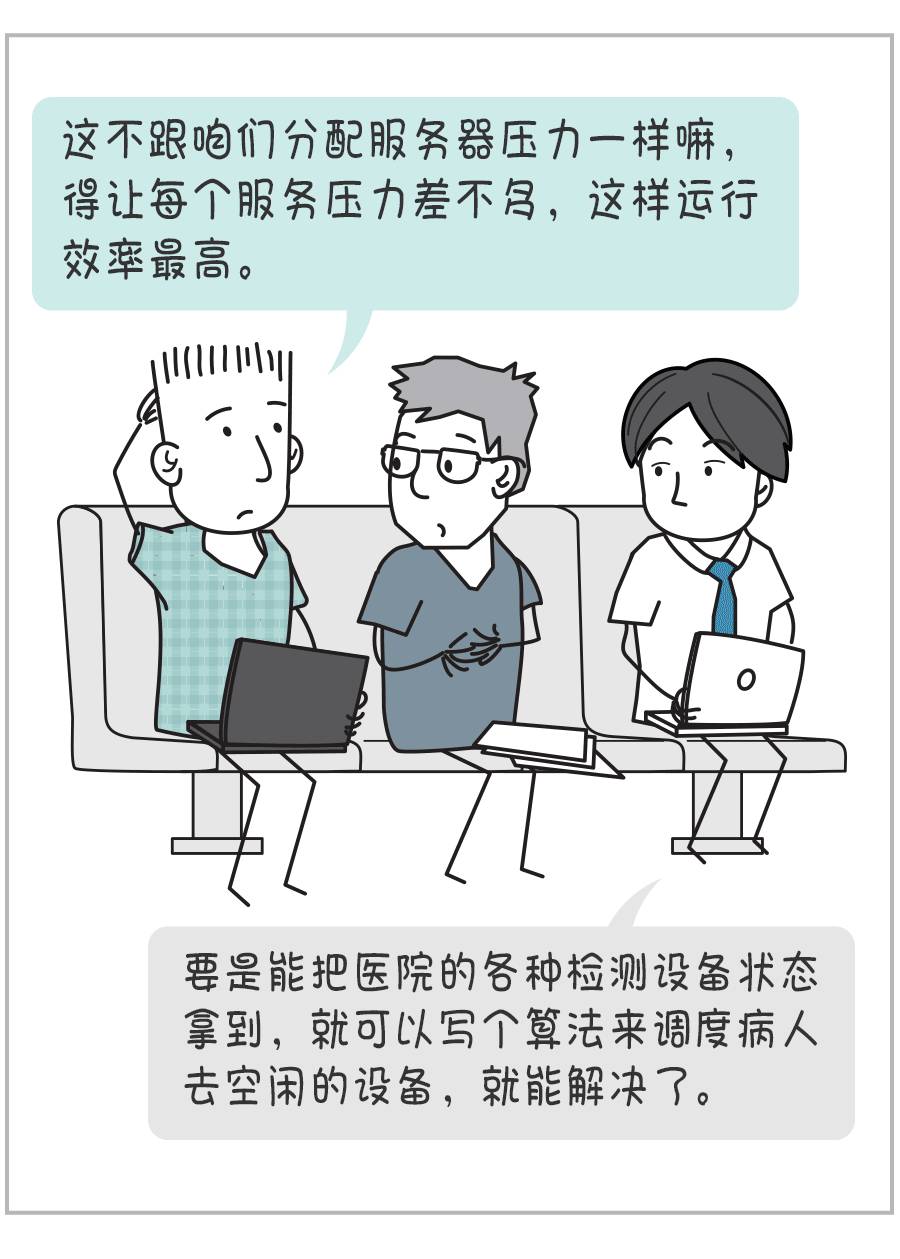 这不跟咱们分配服务器压力一样嘛，
得让每个服务压力差不多，这样运行
效率最高。
要是能把医院的各种检测设备状态
拿到，就可以写个算法来调度病人
去空闲的设备，就能解决了。